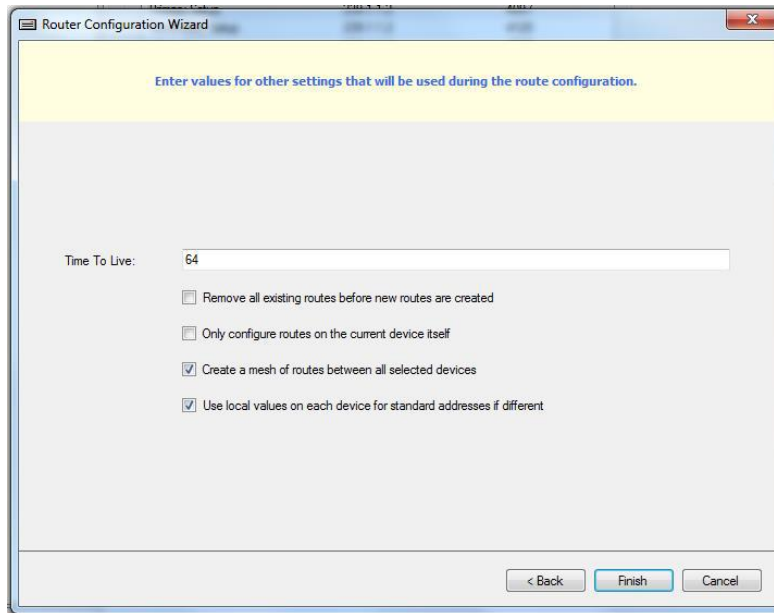 Router Configuration Wizard
Enter values for other settings that will be used during the route configuration.
Time To Live:
64
Remove all existing routes before new routes are created
Only configure routes on the current device itself
Create a mesh of routes between all selected devices
Use local values on each device for standard addresses if different
< Back
Finish
Cancel